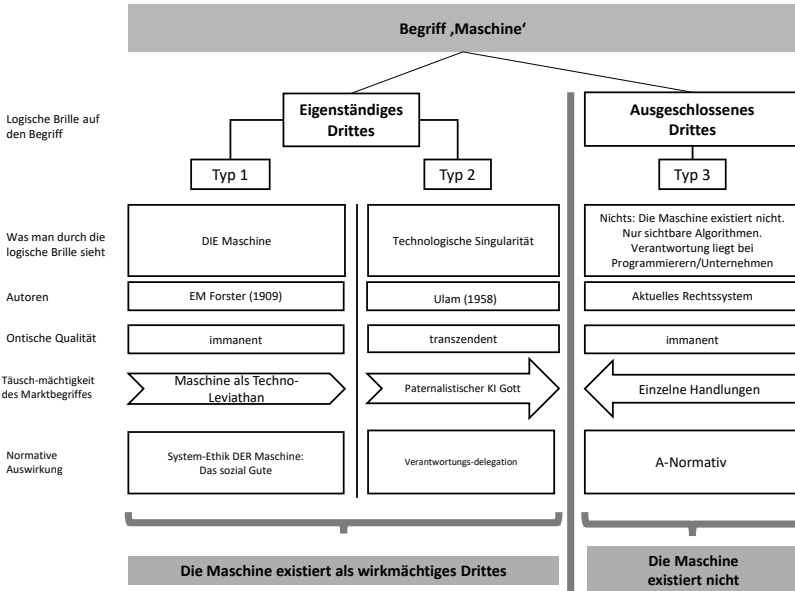 Begriff ‚Maschine‘
Logische Brille auf
den Begriff
Eigenständiges
Drittes
Ausgeschlossenes
Drittes
Typ 1
Typ 2
Typ 3
Was man durch die
logische Brille sieht
DIE Maschine
Technologische Singularität
Nichts: Die Maschine existiert nicht.
Nur sichtbare Algorithmen.
Verantwortung liegt bei
Programmierern/Unternehmen
Autoren
EM Forster (1909)
Ulam (1958)
Aktuelles Rechtssystem
Ontische Qualität
immanent
transzendent
immanent
Täusch-mächtigkeit
des Marktbegriffes
Maschine als Techno-
Leviathan
Paternalistischer KI Gott
Einzelne Handlungen
Normative
Auswirkung
System-Ethik DER Maschine:
Das sozial Gute
Verantwortungs-delegation
A-Normativ
Die Maschine existiert als wirkmächtiges Drittes
Die Maschine
existiert nicht